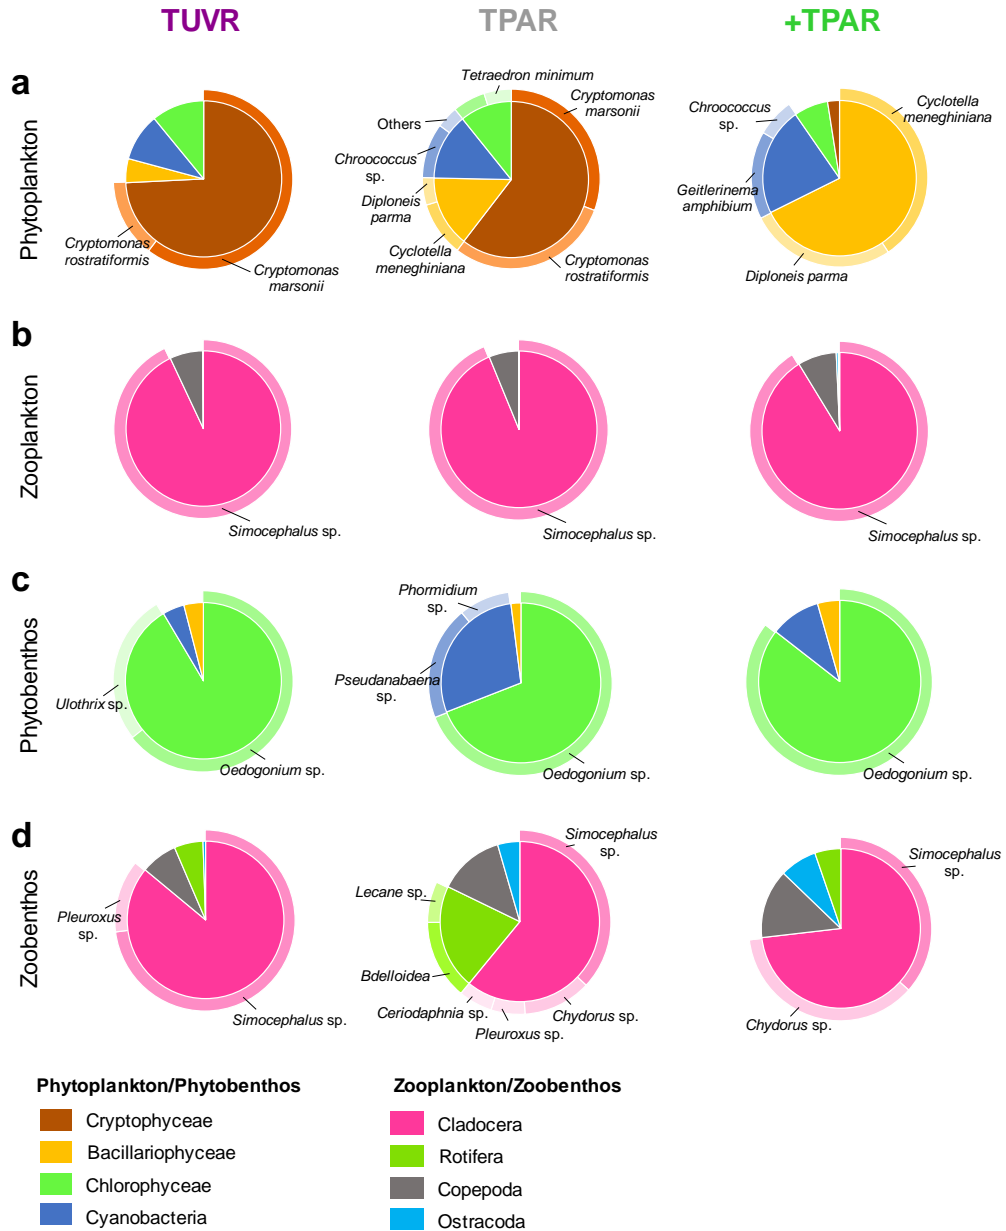 TUVR
TPAR
+TPAR
a
Phytoplankton
Cryptomonas
rostratiformis
Cryptomonas
marsonii
Tetraedron minimum
Cryptomonas
marsonii
Others
Chroococcus
sp.
Diploneis
parma
Cyclotella
meneghiniana
Cryptomonas
rostratiformis
Chroococcus
sp.
Cyclotella
meneghiniana
Geitlerinema
amphibium
Diploneis parma
b
Zooplankton
Simocephalus sp.
Simocephalus sp.
Simocephalus sp.
c
Phytobenthos
Ulothrix sp.
Oedogonium sp.
Phormidium
sp.
Pseudanabaena
sp.
Oedogonium sp.
Oedogonium sp.
d
Zoobenthos
Pleuroxus
sp.
Simocephalus sp.
Simocephalus
sp.
Lecane sp.
Bdelloidea
Ceriodaphnia sp.
Pleuroxus sp.
Chydorus sp.
Simocephalus
sp.
Chydorus sp.
Phytoplankton/Phytobenthos
Cryptophyceae
Bacillariophyceae
Chlorophyceae
Cyanobacteria
Zooplankton/Zoobenthos
Cladocera
Rotifera
Copepoda
Ostracoda